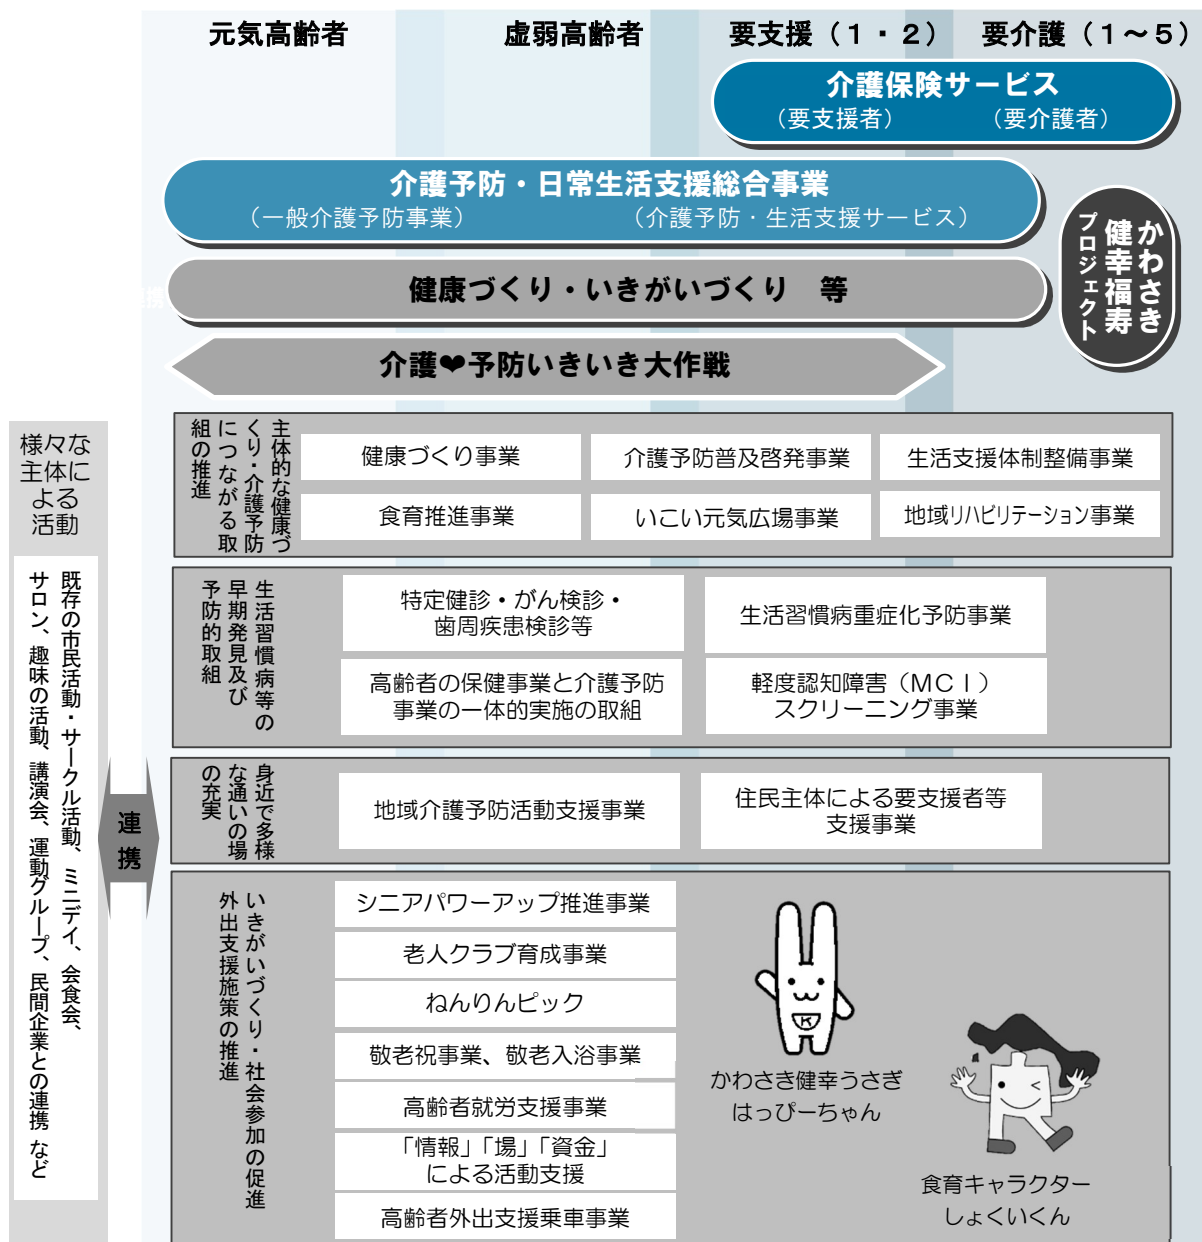 元気高齢者
虚弱高齢者
要支援（１・２）
要介護（１～５）
介護保険サービス
（要支援者）
（要介護者）
介護予防・日常生活支援総合事業
（一般介護予防事業）
（介護予防・生活支援サービス）
かわさき
健幸福寿
プロジェクト
健康づくり・いきがいづくり　等
介護❤予防いきいき大作戦
様々な
主体に
よる
活動
既存の市民活動・サークル活動、ミニデイ、会食会、
サロン、趣味の活動、講演会、運動グループ、民間企業との連携 など
連
携
主体的な健康づ
くり・介護予防
につながる取
組の推進
健康づくり事業
介護予防普及啓発事業
生活支援体制整備事業
食育推進事業
いこい元気広場事業
地域リハビリテーション事業
生活習慣病等の
早期発見及び
予防的取組
特定健診・がん検診・
歯周疾患検診等
生活習慣病重症化予防事業
高齢者の保健事業と介護予防
事業の一体的実施の取組
軽度認知障害（ＭＣＩ）
スクリーニング事業
身近で多様
な通いの場
の充実
地域介護予防活動支援事業
住民主体による要支援者等
支援事業
いきがいづくり・社会参加の促進
外出支援施策の推進
シニアパワーアップ推進事業
老人クラブ育成事業
ねんりんピック
敬老祝事業、敬老入浴事業
高齢者就労支援事業
「情報」「場」「資金」
による活動支援
高齢者外出支援乗車事業
K
かわさき健幸うさぎ
はっぴーちゃん
食育キャラクター
しょくいくん